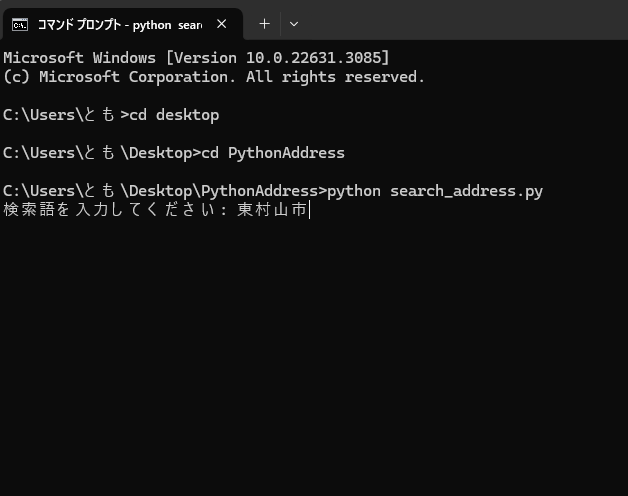 コマンド プロンプト - python sear
Microsoft Windows [Version 10.0.22631.3085]
(c) Microsoft Corporation. All rights reserved.
C:\Users\とも>cd desktop
C:\Users\とも\Desktop>cd PythonAddress
C:\Users\とも\Desktop\PythonAddress>python search_address.py
検索語を入力してください: 東村山市